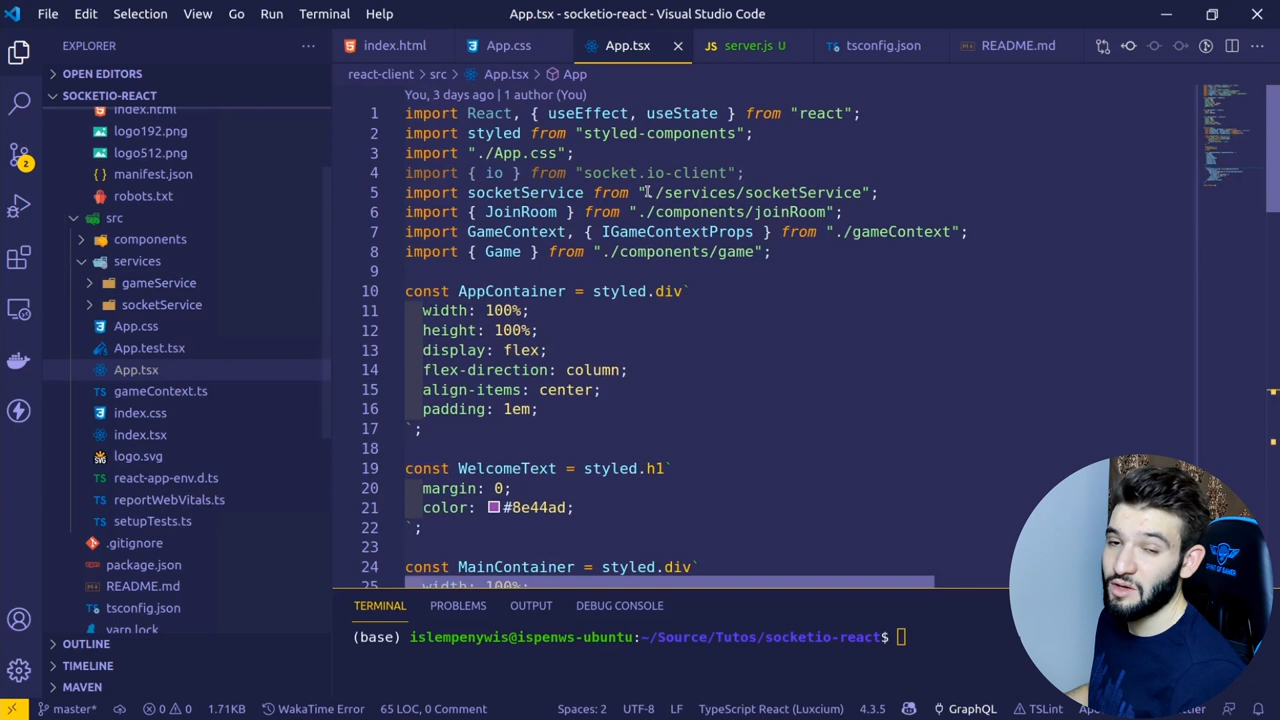 File Edit Selection View Go Run Terminal Help
App.tsx - socketio-react - Visual Studio Code
EXPLORER
index.html App.css App.tsx server.js U tsconfig.json README.md
OPEN EDITORS
SOCKETIO-REACT
index.html
logo192.png
logo512.png
manifest.json
robots.txt
src
components
services
gameService
socketService
App.css
App.test.tsx
App.tsx
gameContext.ts
index.css
index.tsx
logo.svg
react-app-env.d.ts
reportWebVitals.ts
setupTests.ts
.gitignore
package.json
README.md
tsconfig.json
yarn.lock
OUTLINE
TIMELINE
MAVEN
2
react-client > src > App.tsx > App
You, 3 days ago | 1 author (You)
1 import React, { useEffect, useState } from "react";
2 import styled from "styled-components";
3 import "./App.css";
4 import { io } from "socket.io-client";
5 import socketService from "./services/socketService";
6 import { JoinRoom } from "./components/joinRoom";
7 import GameContext, { IGameContextProps } from "./gameContext";
8 import { Game } from "./components/game";
9
10 const AppContainer = styled.div`
11 width: 100%;
12 height: 100%;
13 display: flex;
14 flex-direction: column;
15 align-items: center;
16 padding: 1em;
17 `;
18
19 const WelcomeText = styled.h1`
20 margin: 0;
21 color: #8e44ad;
22 `;
23
24 const MainContainer = styled.div`
25 width: 100%;
TERMINAL PROBLEMS OUTPUT DEBUG CONSOLE
(base) islempenywis@ispenws-ubuntu:~/Source/Tutos/socketio-react$
master* 0 0 WakaTime Error 1.71KB 65 LOC, 0 Comment Spaces: 2 UTF-8 LF TypeScript React (Luxcium) 4.3.5 GraphQL TSLint